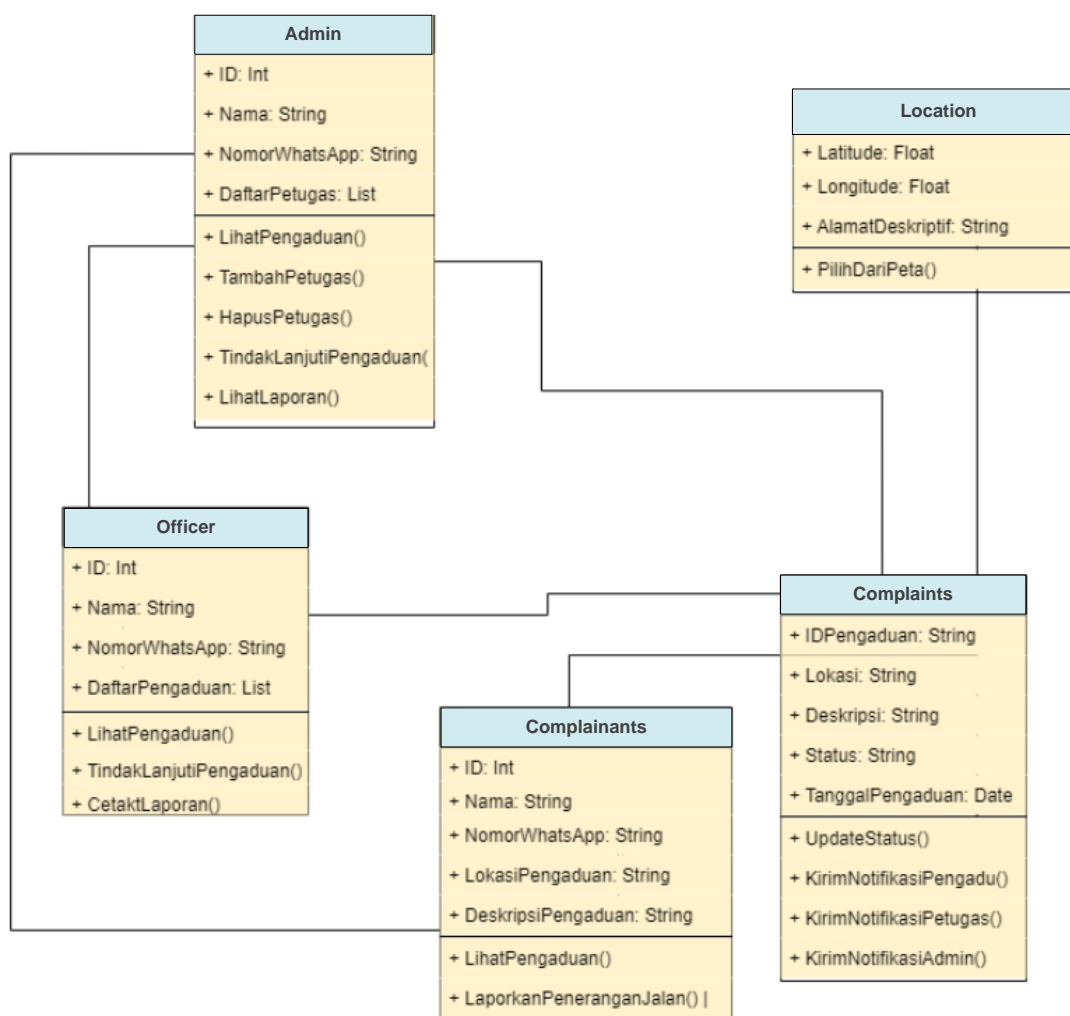 Admin
+ ID: Int
+ Nama: String
+ NomorWhatsApp: String
+ DaftarPetugas: List
+ LihatPengaduan()
+ TambahPetugas()
+ HapusPetugas()
+ TindakLanjutiPengaduan(
+ LihatLaporan()
Location
+ Latitude: Float
+ Longitude: Float
+ AlamatDeskriptif: String
+ PilihDariPeta()
Officer
+ ID: Int
+ Nama: String
+ NomorWhatsApp: String
+ DaftarPengaduan: List
+ LihatPengaduan()
+ TindakLanjutiPengaduan()
+ CetaktLaporan()
Complainants
+ ID: Int
+ Nama: String
+ NomorWhatsApp: String
+ LokasiPengaduan: String
+ DeskripsiPengaduan: String
+ LihatPengaduan()
+ LaporkanPeneranganJalan() |
Complaints
+ IDPengaduan: String
+ Lokasi: String
+ Deskripsi: String
+ Status: String
+ TanggalPengaduan: Date
+ UpdateStatus()
+ KirimNotifikasiPengadu()
+ KirimNotifikasiPetugas()
+ KirimNotifikasiAdmin()